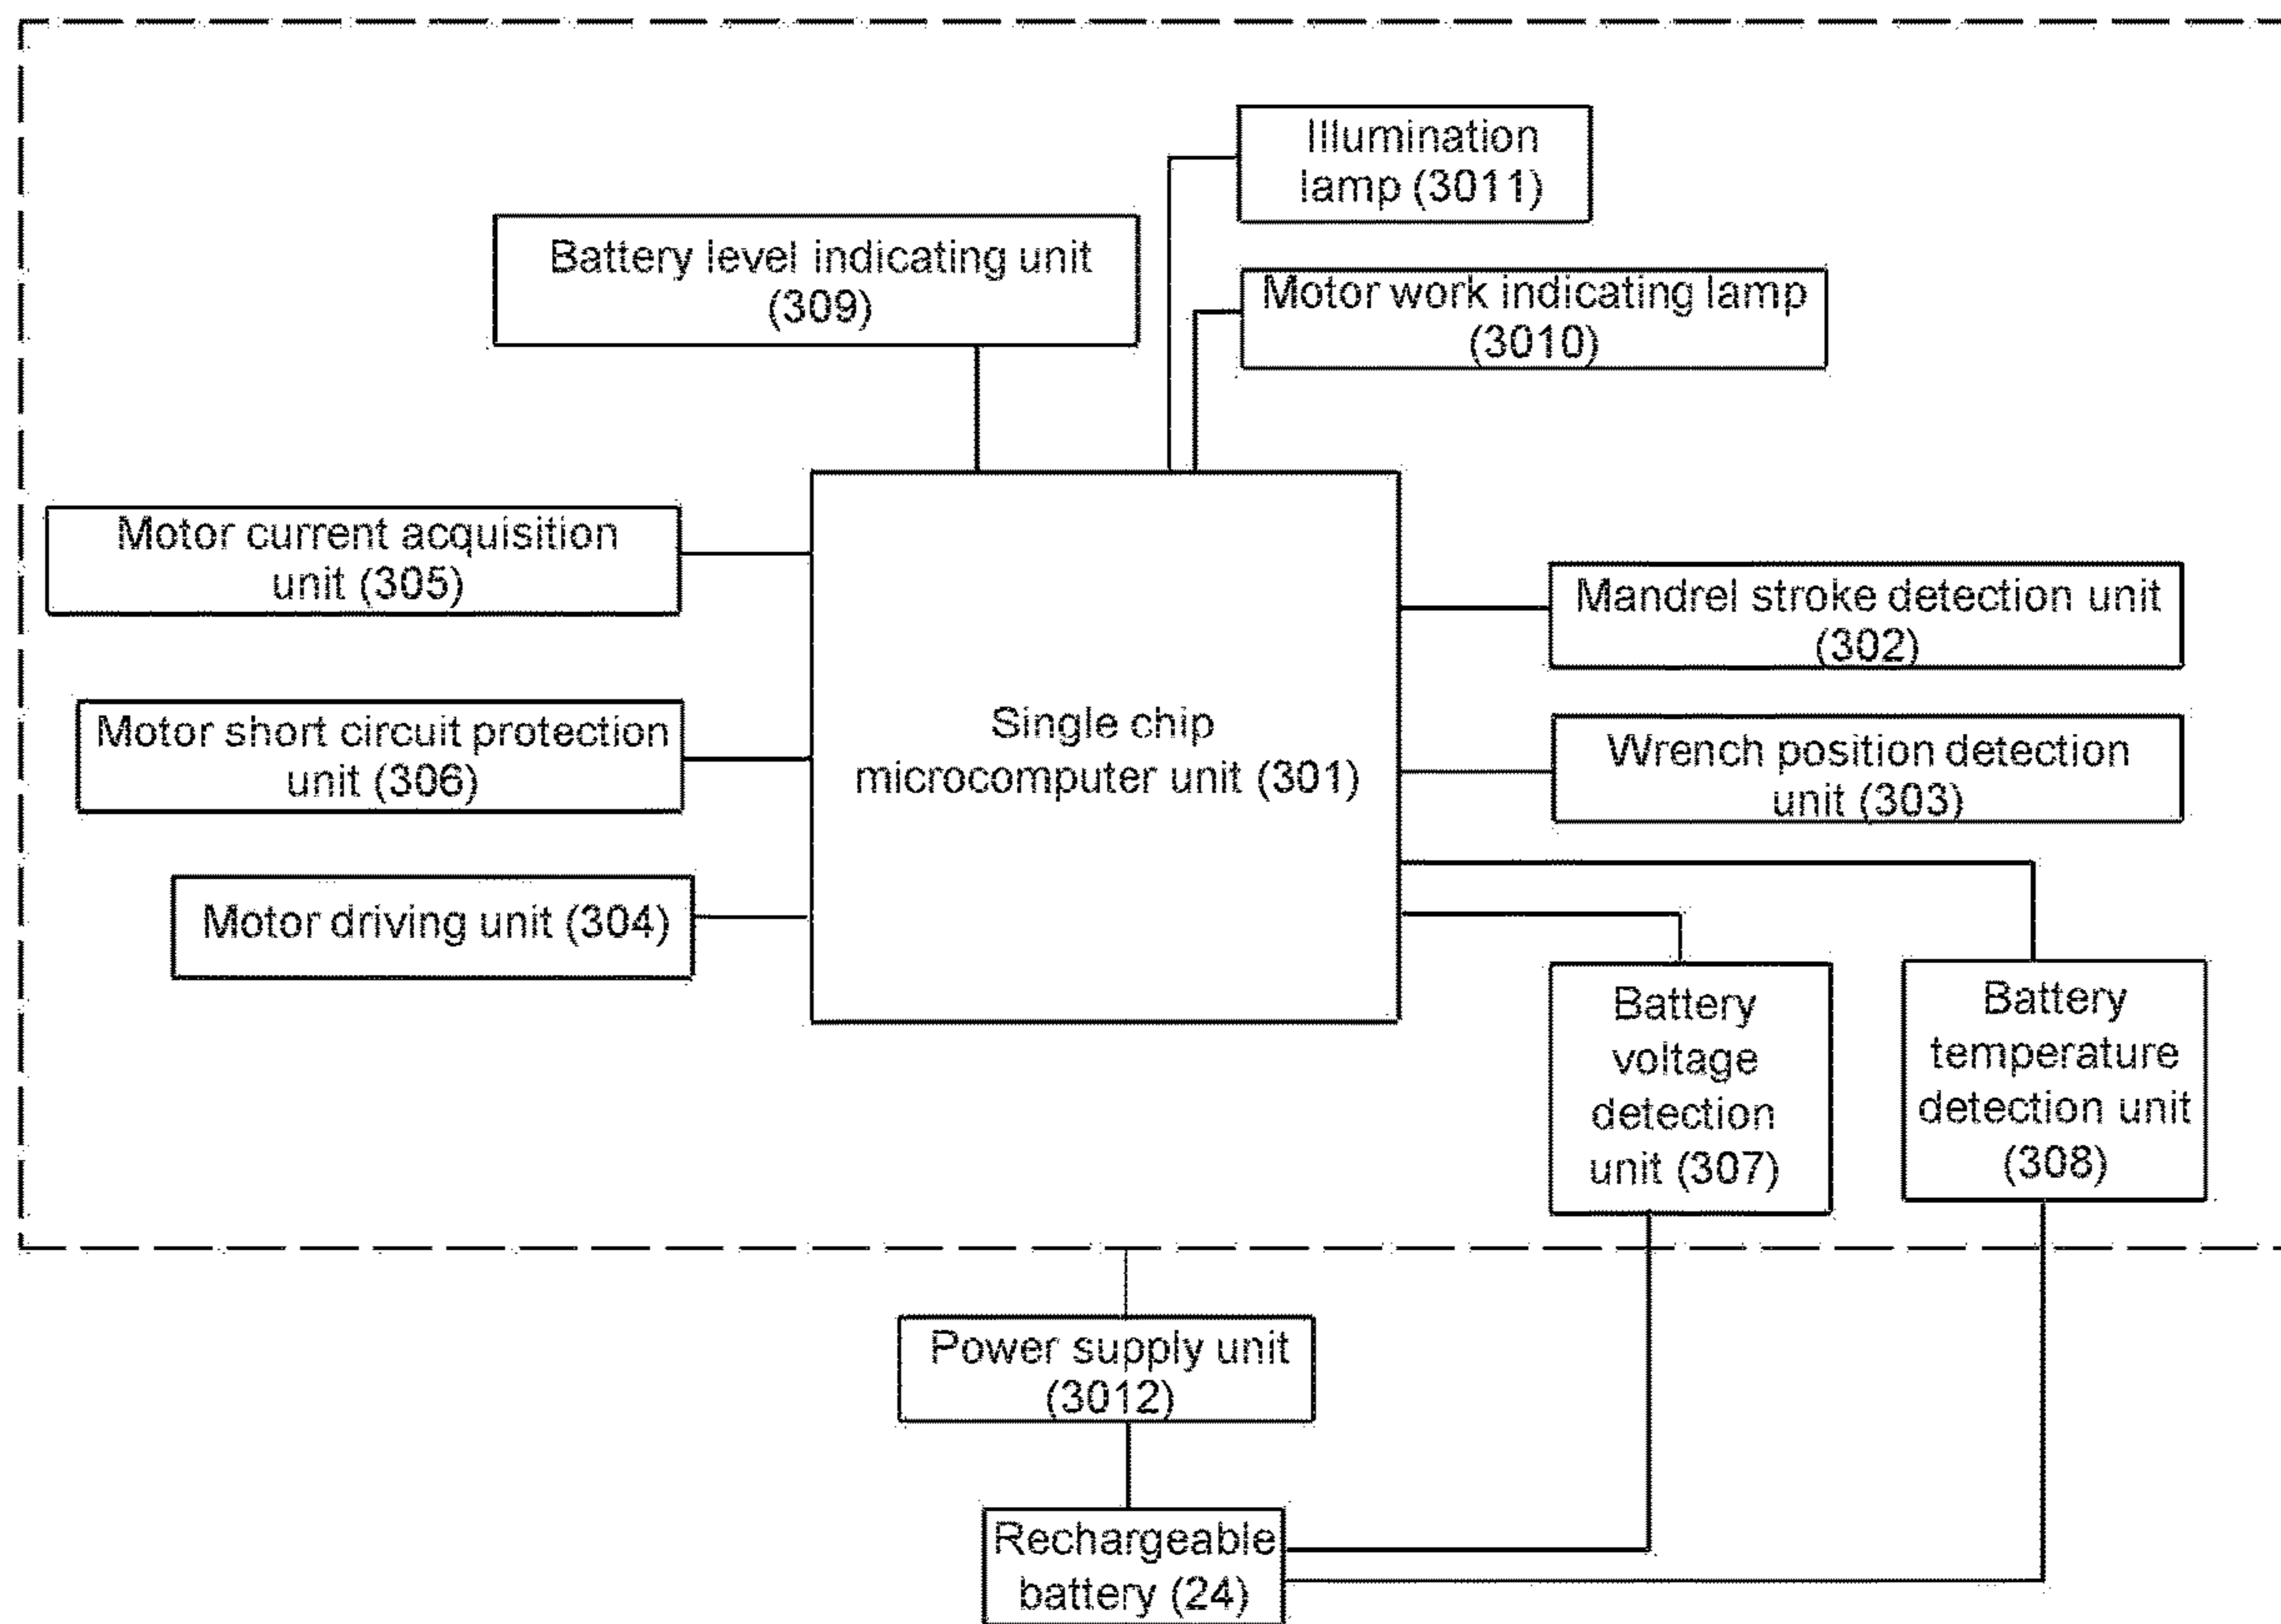 Illumination
lamp (3011)
Battery level indicating unit
(309)
Motor work indicating lamp
(3010)
Motor current acquisition
unit (305)
Mandrel stroke detection unit
(302)
Motor short circuit protection
unit (306)
Single chip
microcomputer unit (301)
Wrench position detection
unit (303)
Motor driving unit (304)
Battery
voltage
detection
unit (307)
Battery
temperature
detection unit
(308)
Power supply unit
(3012)
Rechargeable
battery (24)